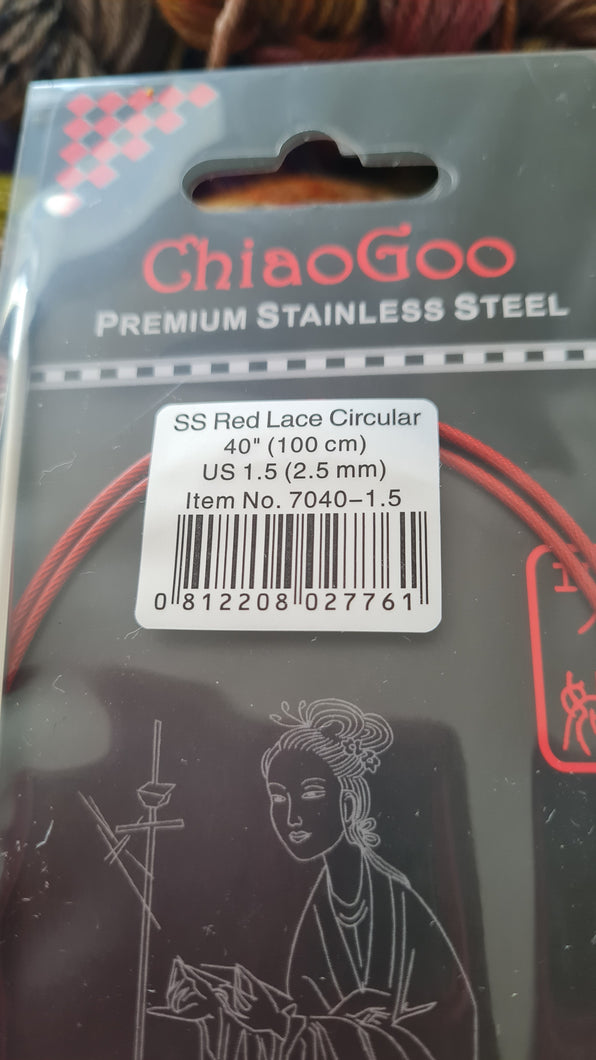 ChiaoGoo
PREMIUM STAINLESS STEEL
SS Red Lace Circular
40" (100 cm)
US 1.5 (2.5 mm)
Item No. 7040-1.5
0 812208 027761